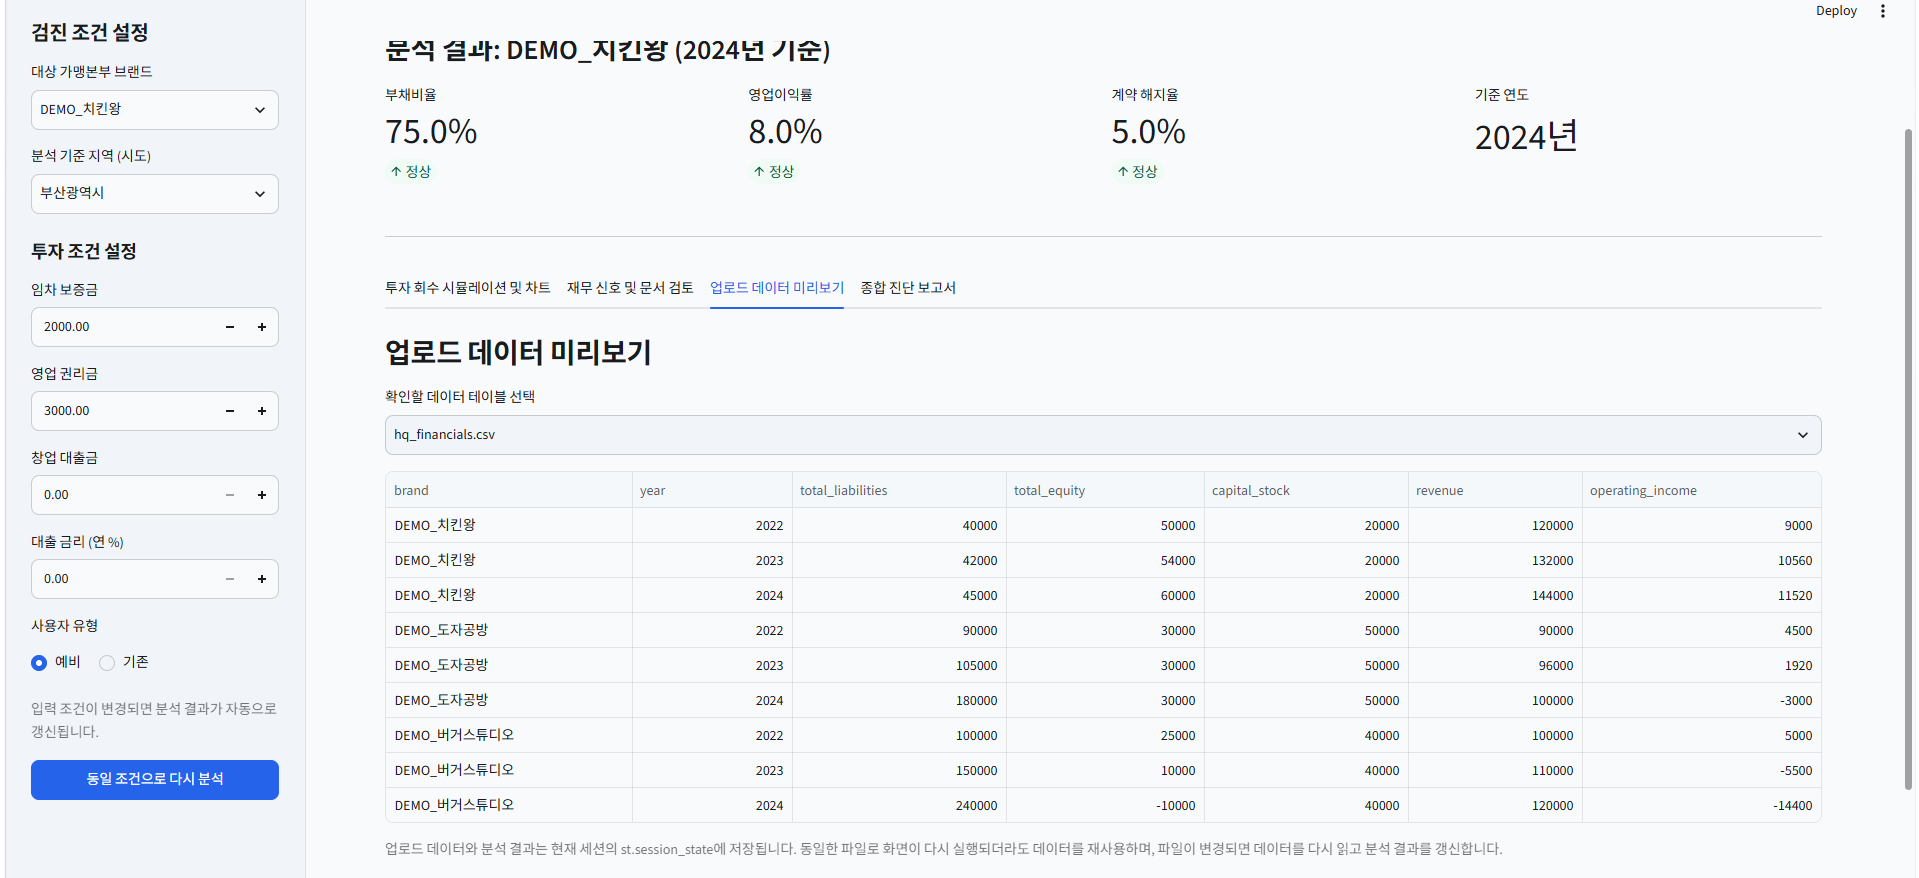 Deploy
검진 조건 설정
대상 가맹본부 브랜드
DEMO_치킨왕
분석 기준 지역 (시도)
부산광역시
투자 조건 설정
임차 보증금
2000.00
영업 권리금
3000.00
창업 대출금
0.00
대출 금리 (연 %)
0.00
사용자 유형
예비 기존
입력 조건이 변경되면 분석 결과가 자동으로
갱신됩니다.
동일 조건으로 다시 분석
분석 결과: DEMO_치킨왕 (2024년 기준)
부채비율 영업이익률 계약 해지율 기준 연도
75.0% 8.0% 5.0% 2024년
↑ 정상 ↑ 정상 ↑ 정상
투자 회수 시뮬레이션 및 차트 재무 신호 및 문서 검토 업로드 데이터 미리보기 종합 진단 보고서
업로드 데이터 미리보기
확인할 데이터 테이블 선택
hq_financials.csv
brand year total_liabilities total_equity capital_stock revenue operating_income
DEMO_치킨왕 2022 40000 50000 20000 120000 9000
DEMO_치킨왕 2023 42000 54000 20000 132000 10560
DEMO_치킨왕 2024 45000 60000 20000 144000 11520
DEMO_도자공방 2022 90000 30000 50000 90000 4500
DEMO_도자공방 2023 105000 30000 50000 96000 1920
DEMO_도자공방 2024 180000 30000 50000 100000 -3000
DEMO_버거스튜디오 2022 100000 25000 40000 100000 5000
DEMO_버거스튜디오 2023 150000 10000 40000 110000 -5500
DEMO_버거스튜디오 2024 240000 -10000 40000 120000 -14400
업로드 데이터와 분석 결과는 현재 세션의 st.session_state에 저장됩니다. 동일한 파일로 화면이 다시 실행되더라도 데이터를 재사용하며, 파일이 변경되면 데이터를 다시 읽고 분석 결과를 갱신합니다.